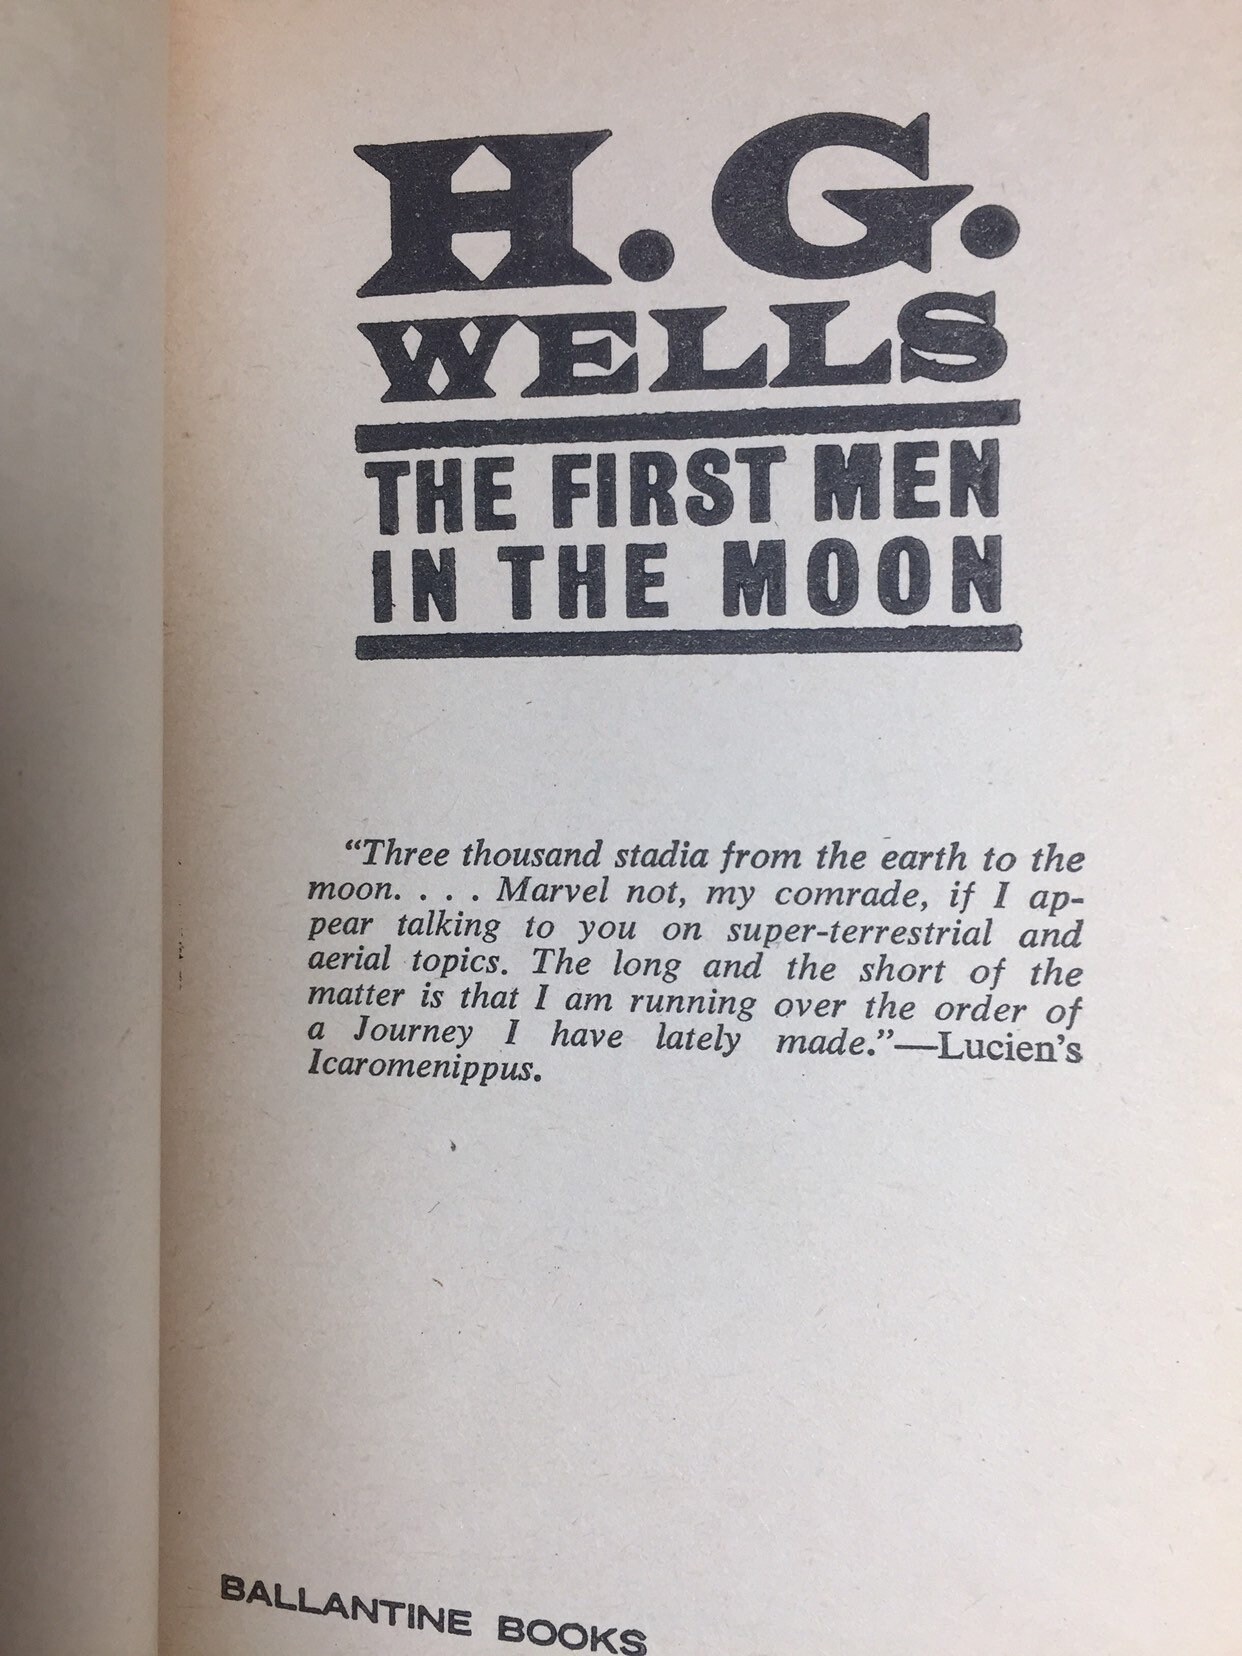 H. G.
WELLS
THE FIRST MEN
IN THE MOON
“Three thousand stadia from the earth to the
moon. . . . Marvel not, my comrade, if I ap-
pear talking to you on super-terrestrial and
aerial topics. The long and the short of the
matter is that I am running over the order of
a Journey I have lately made.”—Lucien’s
Icaromenippus.
BALLANTINE BOOKS